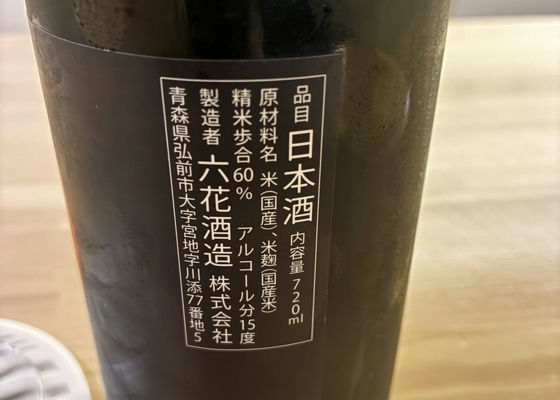 品目 日本酒 内容量 720ml
原材料名 米(国産)、米麹(国産米)
精米歩合60% アルコール分15度
製造者 六花酒造 株式会社
青森県弘前市大字宮地字川添77番地5